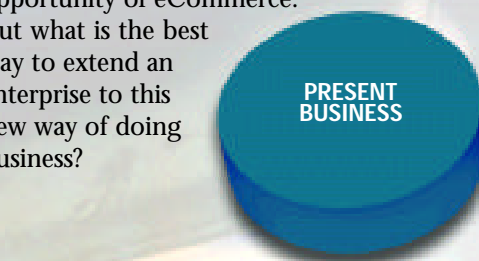 opportunity of eCommerce.
ut what is the best
ay to extend an
nterprise to this
ew way of doing
usiness?
PRESENT
BUSINESS